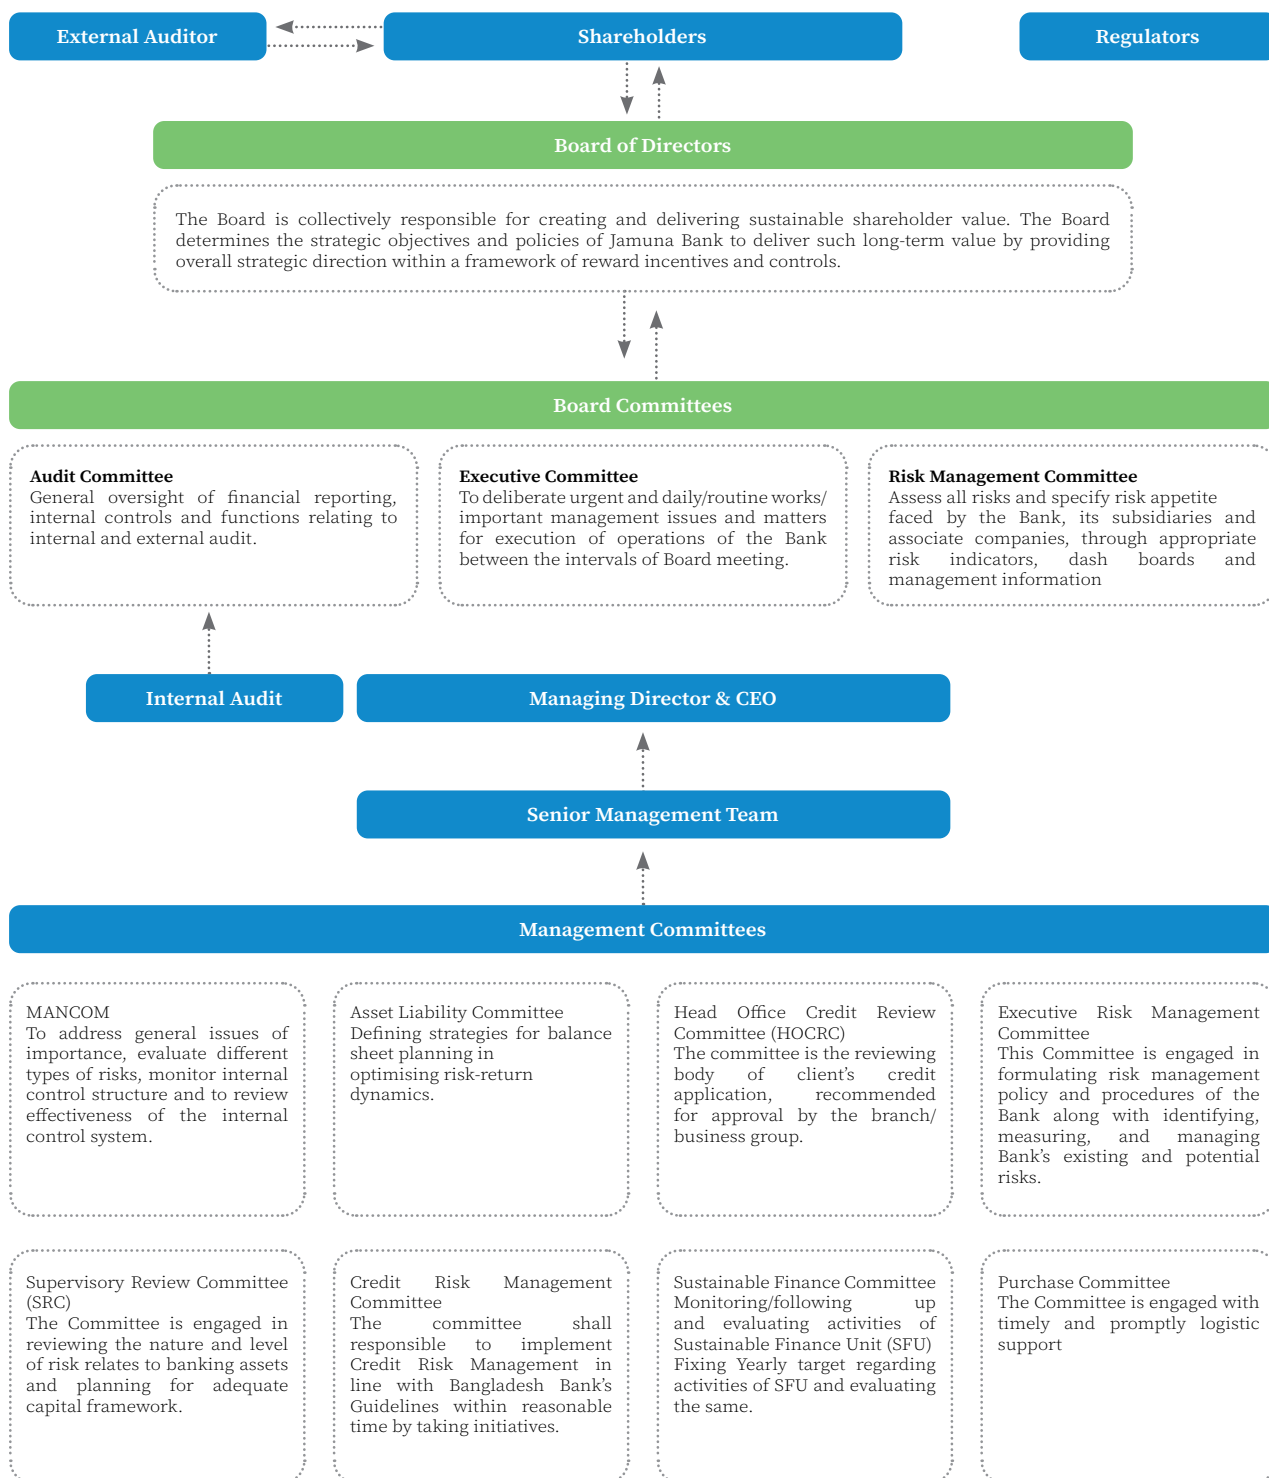 External Auditor
Shareholders
Regulators
Board of Directors
The Board is collectively responsible for creating and delivering sustainable shareholder value. The Board
determines the strategic objectives and policies of Jamuna Bank to deliver such long-term value by providing
overall strategic direction within a framework of reward incentives and controls.
Board Committees
Audit Committee
General oversight of financial reporting,
internal controls and functions relating to
internal and external audit.
Executive Committee
To deliberate urgent and daily/routine works/
important management issues and matters
for execution of operations of the Bank
between the intervals of Board meeting.
Risk Management Committee
Assess all risks and specify risk appetite
faced by the Bank, its subsidiaries and
associate companies, through appropriate
risk indicators, dash boards and
management information
Internal Audit
Managing Director & CEO
Senior Management Team
Management Committees
MANCOM
To address general issues of
importance, evaluate different
types of risks, monitor internal
control structure and to review
effectiveness of the internal
control system.
Asset Liability Committee
Defining strategies for balance
sheet planning in
optimising risk-return
dynamics.
Head Office Credit Review
Committee (HOCRC)
The committee is the reviewing
body of client's credit
application, recommended
for approval by the branch/
business group.
Executive Risk Management
Committee
This Committee is engaged in
formulating risk management
policy and procedures of the
Bank along with identifying,
measuring, and managing
Bank's existing and potential
risks.
Supervisory Review Committee
(SRC)
The Committee is engaged in
reviewing the nature and level
of risk relates to banking assets
and planning for adequate
capital framework.
Credit Risk Management
Committee
The committee shall
responsible to implement
Credit Risk Management in
line with Bangladesh Bank's
Guidelines within reasonable
time by taking initiatives.
Sustainable Finance Committee
Monitoring/following up
and evaluating activities of
Sustainable Finance Unit (SFU)
Fixing Yearly target regarding
activities of SFU and evaluating
the same.
Purchase Committee
The Committee is engaged with
timely and promptly logistic
support